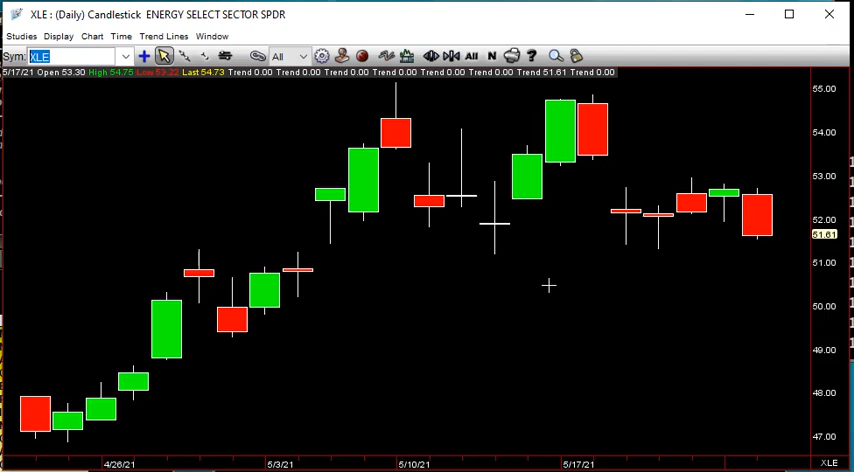 XLE : (Daily) Candlestick  ENERGY SELECT SECTOR SPDR
Studies Display Chart Time Trend Lines Window
Sym: XLE All All N ?
5/17/21 Open 53.30 High 54.75 Low 53.22 Last 54.73 Trend 0.00 Trend 0.00 Trend 0.00 Trend 0.00 Trend 0.00 Trend 0.00 Trend 51.61 Trend 0.00
55.00
54.00
53.00
52.00
51.61
51.00
50.00
49.00
48.00
47.00
4/26/21 5/3/21 5/10/21 5/17/21 XLE